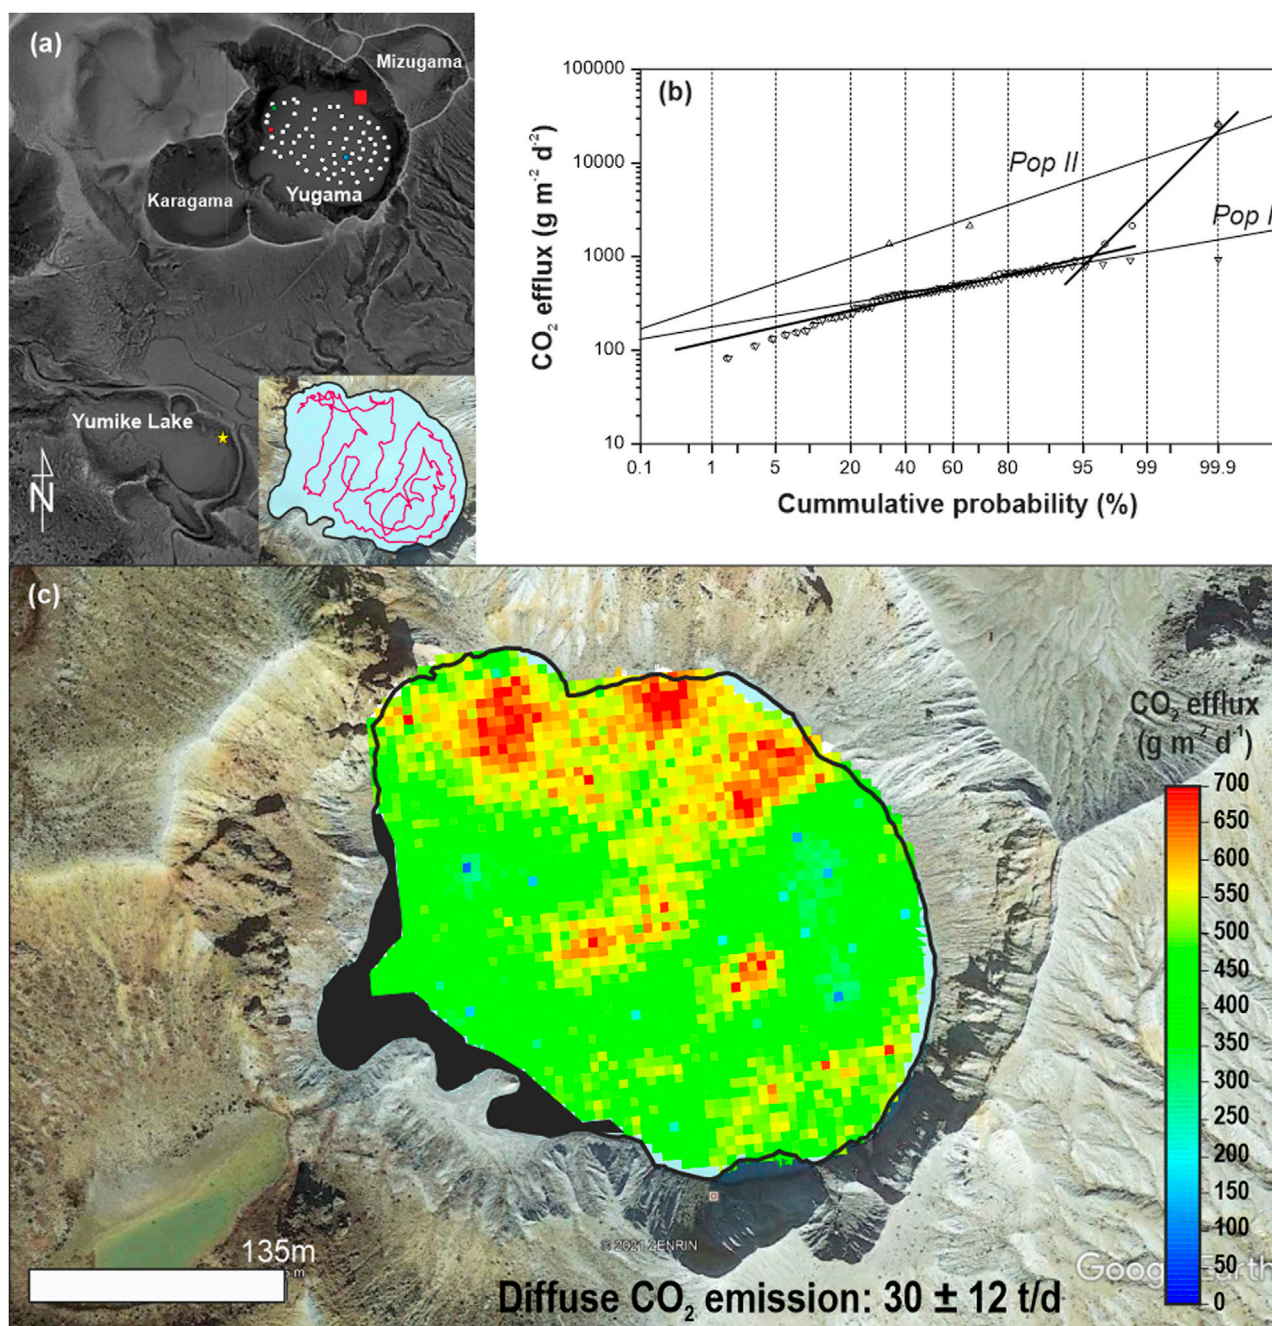 (a)
Mizugama
Karagama
Yugama
Yumike Lake
N
(b)
100000
10000
1000
100
10
CO₂ efflux (g m⁻² d⁻²)
Pop II
Pop I
0.1 1 5 20 40 60 80 95 99 99.9
Cummulative probability (%)
(c)
CO₂ efflux
(g m⁻² d⁻¹)
700
650
600
550
500
450
400
350
300
250
200
150
100
50
0
135m
© 2021 ZENRIN
Google Earth
Diffuse CO₂ emission: 30 ± 12 t/d